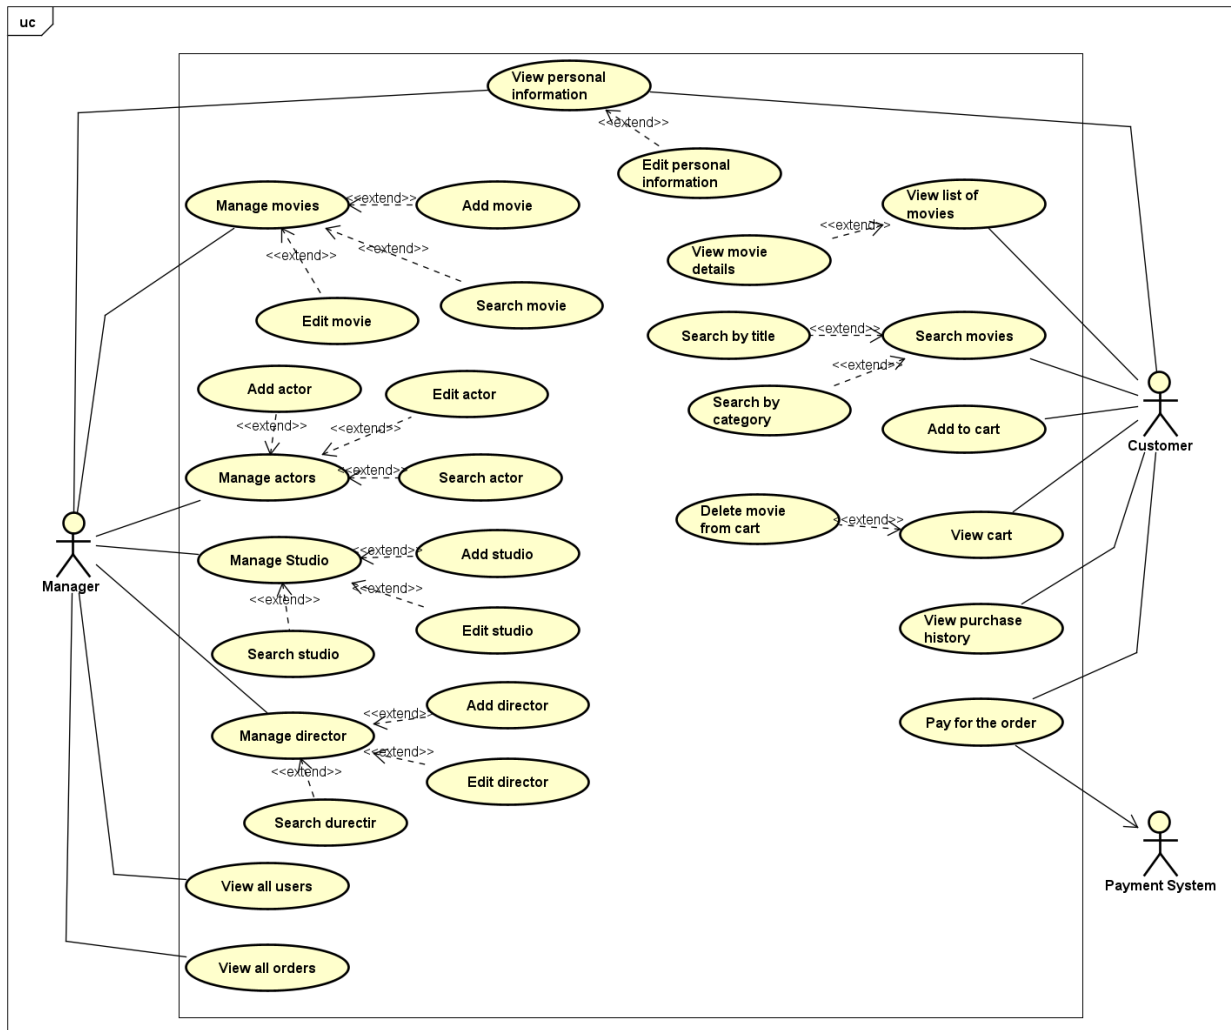 uc
View personal
information
<<extend>>
Edit personal
information
Manage movies
<<extend>>
Add movie
<<extend>>
<<extend>>
Edit movie
Search movie
View list of
movies
<<extend>>
View movie
details
Search by title
<<extend>>
Search movies
<<extend>>
Search by
category
Add actor
Edit actor
<<extend>>
<<extend>>
Manage actors
<<extend>>
Search actor
Add to cart
Customer
Delete movie
from cart
<<extend>>
View cart
Manager
Manage Studio
<<extend>>
Add studio
<<extend>>
<<extend>>
Edit studio
Search studio
View purchase
history
Add director
<<extend>>
Manage director
<<extend>>
Edit director
<<extend>>
Search durectir
Pay for the order
Payment System
View all users
View all orders